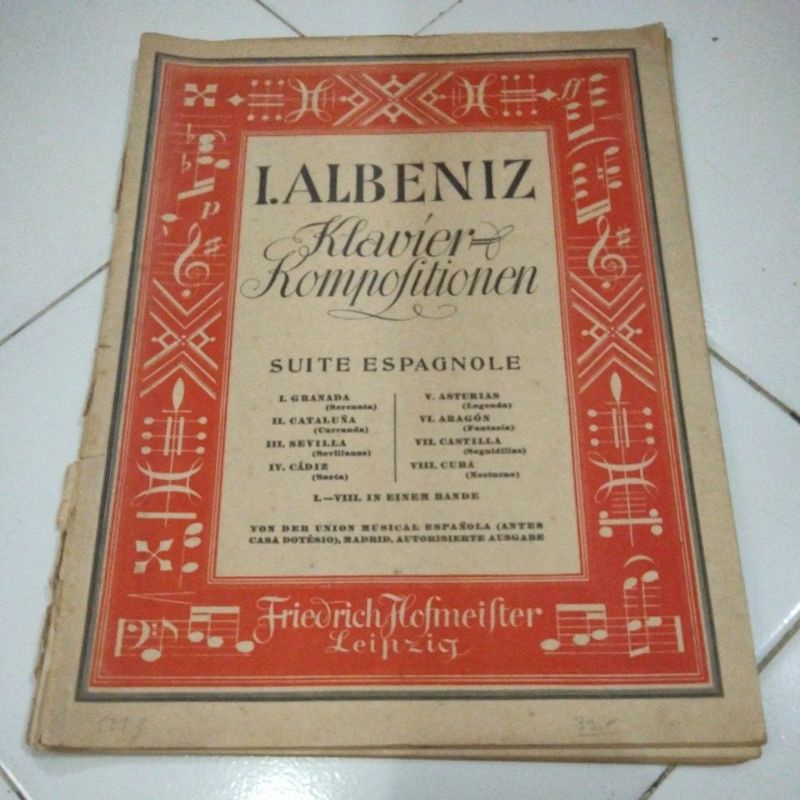 I. ALBENIZ
Klavier-
Kompoſitionen
SUITE ESPAGNOLE
I. GRANADA
(Serenata)
II. CATALUÑA
(Curranda)
III. SEVILLA
(Sevillanas)
IV. CÁDIZ
(Saeta)
V. ASTURIAS
(Legenda)
VI. ARAGÓN
(Fantasia)
VII. CASTILLA
(Seguidillas)
VIII. CUBA
(Nocturno)
I.—VIII. IN EINEM BANDE
VON DER UNION MUSICAL ESPAÑOLA (ANTES
CASA DOTÉSIO), MADRID, AUTORISIERTE AUSGABE
Friedrich Hofmeiſter
Leipzig